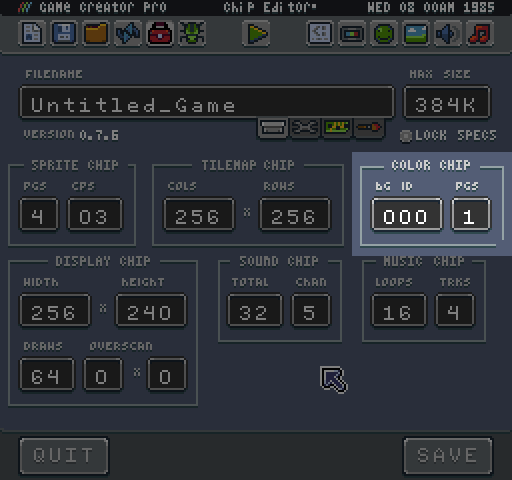 GAME CREATOR PRO CHIP EDITOR* WED 08 00AM 1985
FILENAME MAX SIZE
Untitled_Game 384K
VERSION 0.7.6 LOCK SPECS
SPRITE CHIP TILEMAP CHIP COLOR CHIP
PGS CPS COLS ROWS BG ID PGS
4 03 256 x 256 000 1
DISPLAY CHIP SOUND CHIP MUSIC CHIP
WIDTH HEIGHT TOTAL CHAN LOOPS TRKS
256 x 240 32 5 16 4
DRAWS OVERSCAN
64 0 x 0
QUIT SAVE